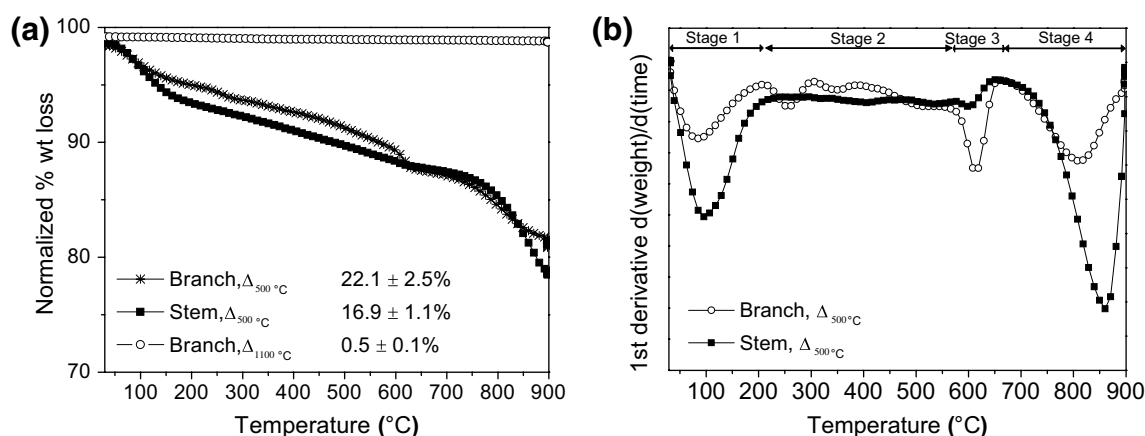 (a)
100
90
80
70
Normalized % wt loss
Branch,Δ500 °C 22.1 ± 2.5%
Stem,Δ500 °C 16.9 ± 1.1%
Branch,Δ1100 °C 0.5 ± 0.1%
100 200 300 400 500 600 700 800 900
Temperature (°C)
(b)
Stage 1 Stage 2 Stage 3 Stage 4
1st derivative d(weight)/d(time)
Branch, Δ500°C
Stem, Δ500°C
100 200 300 400 500 600 700 800 900
Temperature (°C)